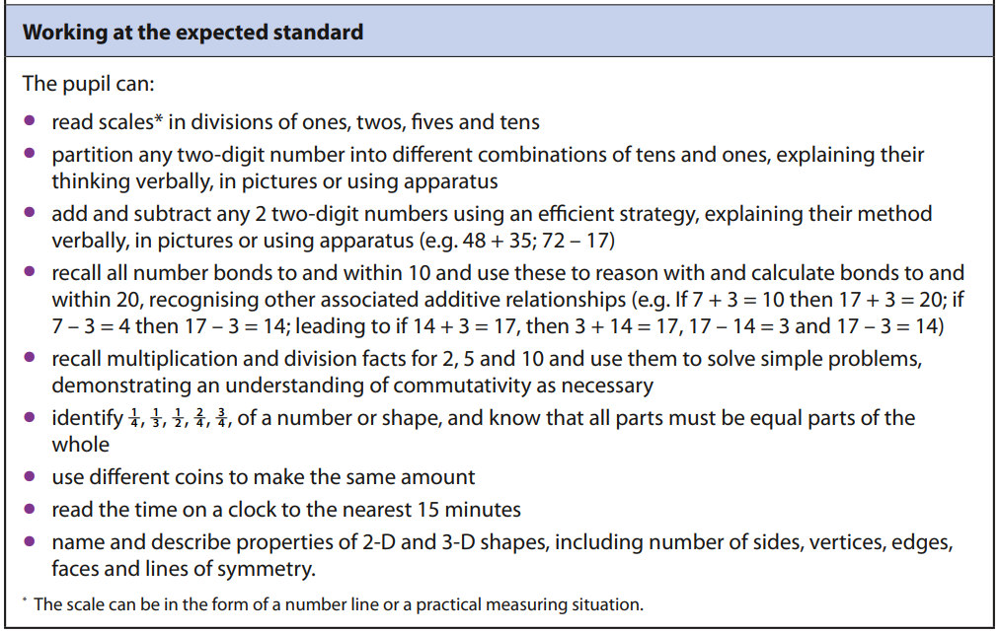 Working at the expected standard
The pupil can:
● read scales* in divisions of ones, twos, fives and tens
● partition any two-digit number into different combinations of tens and ones, explaining their
thinking verbally, in pictures or using apparatus
● add and subtract any 2 two-digit numbers using an efficient strategy, explaining their method
verbally, in pictures or using apparatus (e.g. 48 + 35; 72 – 17)
● recall all number bonds to and within 10 and use these to reason with and calculate bonds to and
within 20, recognising other associated additive relationships (e.g. If 7 + 3 = 10 then 17 + 3 = 20; if
7 – 3 = 4 then 17 – 3 = 14; leading to if 14 + 3 = 17, then 3 + 14 = 17, 17 – 14 = 3 and 17 – 3 = 14)
● recall multiplication and division facts for 2, 5 and 10 and use them to solve simple problems,
demonstrating an understanding of commutativity as necessary
● identify 1/4, 1/3, 1/2, 2/4, 3/4, of a number or shape, and know that all parts must be equal parts of the
whole
● use different coins to make the same amount
● read the time on a clock to the nearest 15 minutes
● name and describe properties of 2-D and 3-D shapes, including number of sides, vertices, edges,
faces and lines of symmetry.
* The scale can be in the form of a number line or a practical measuring situation.